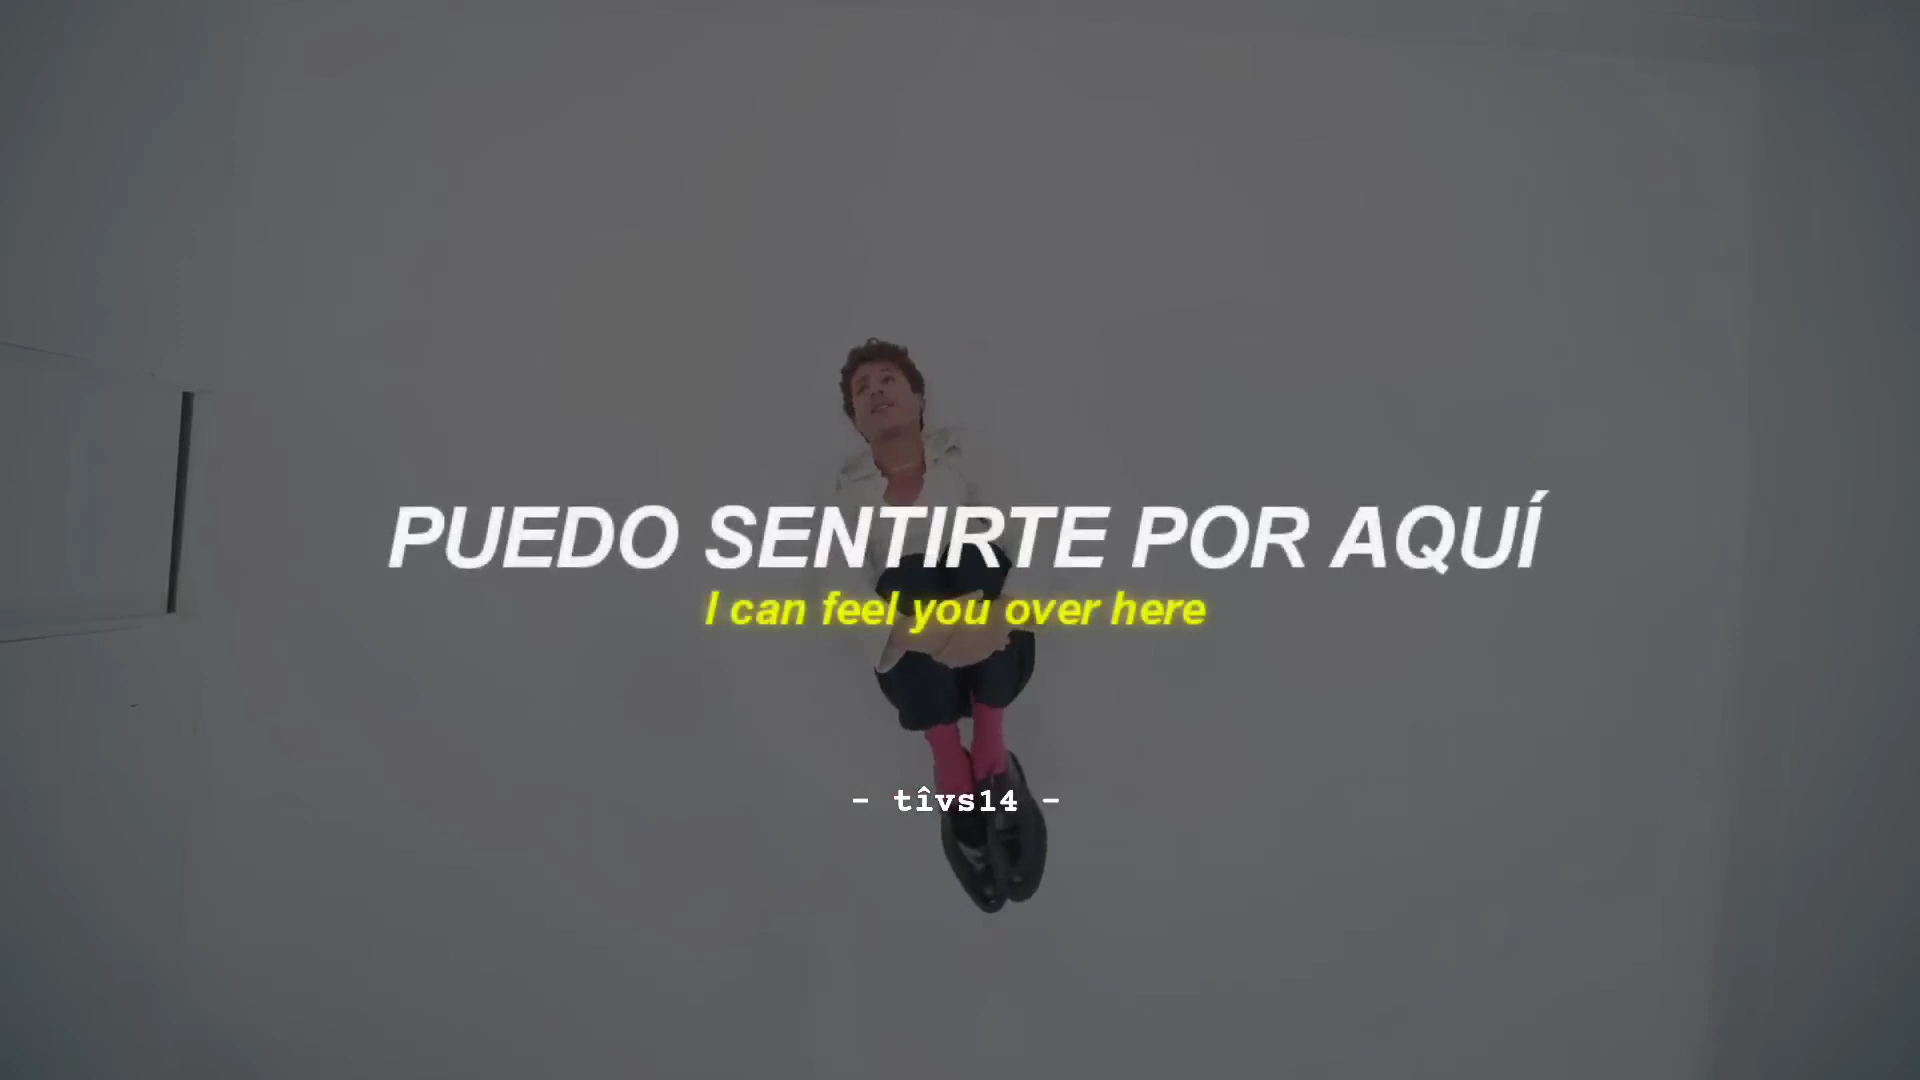 PUEDO SENTIRTE POR AQUÍ
I can feel you over here
- tîvs14 -